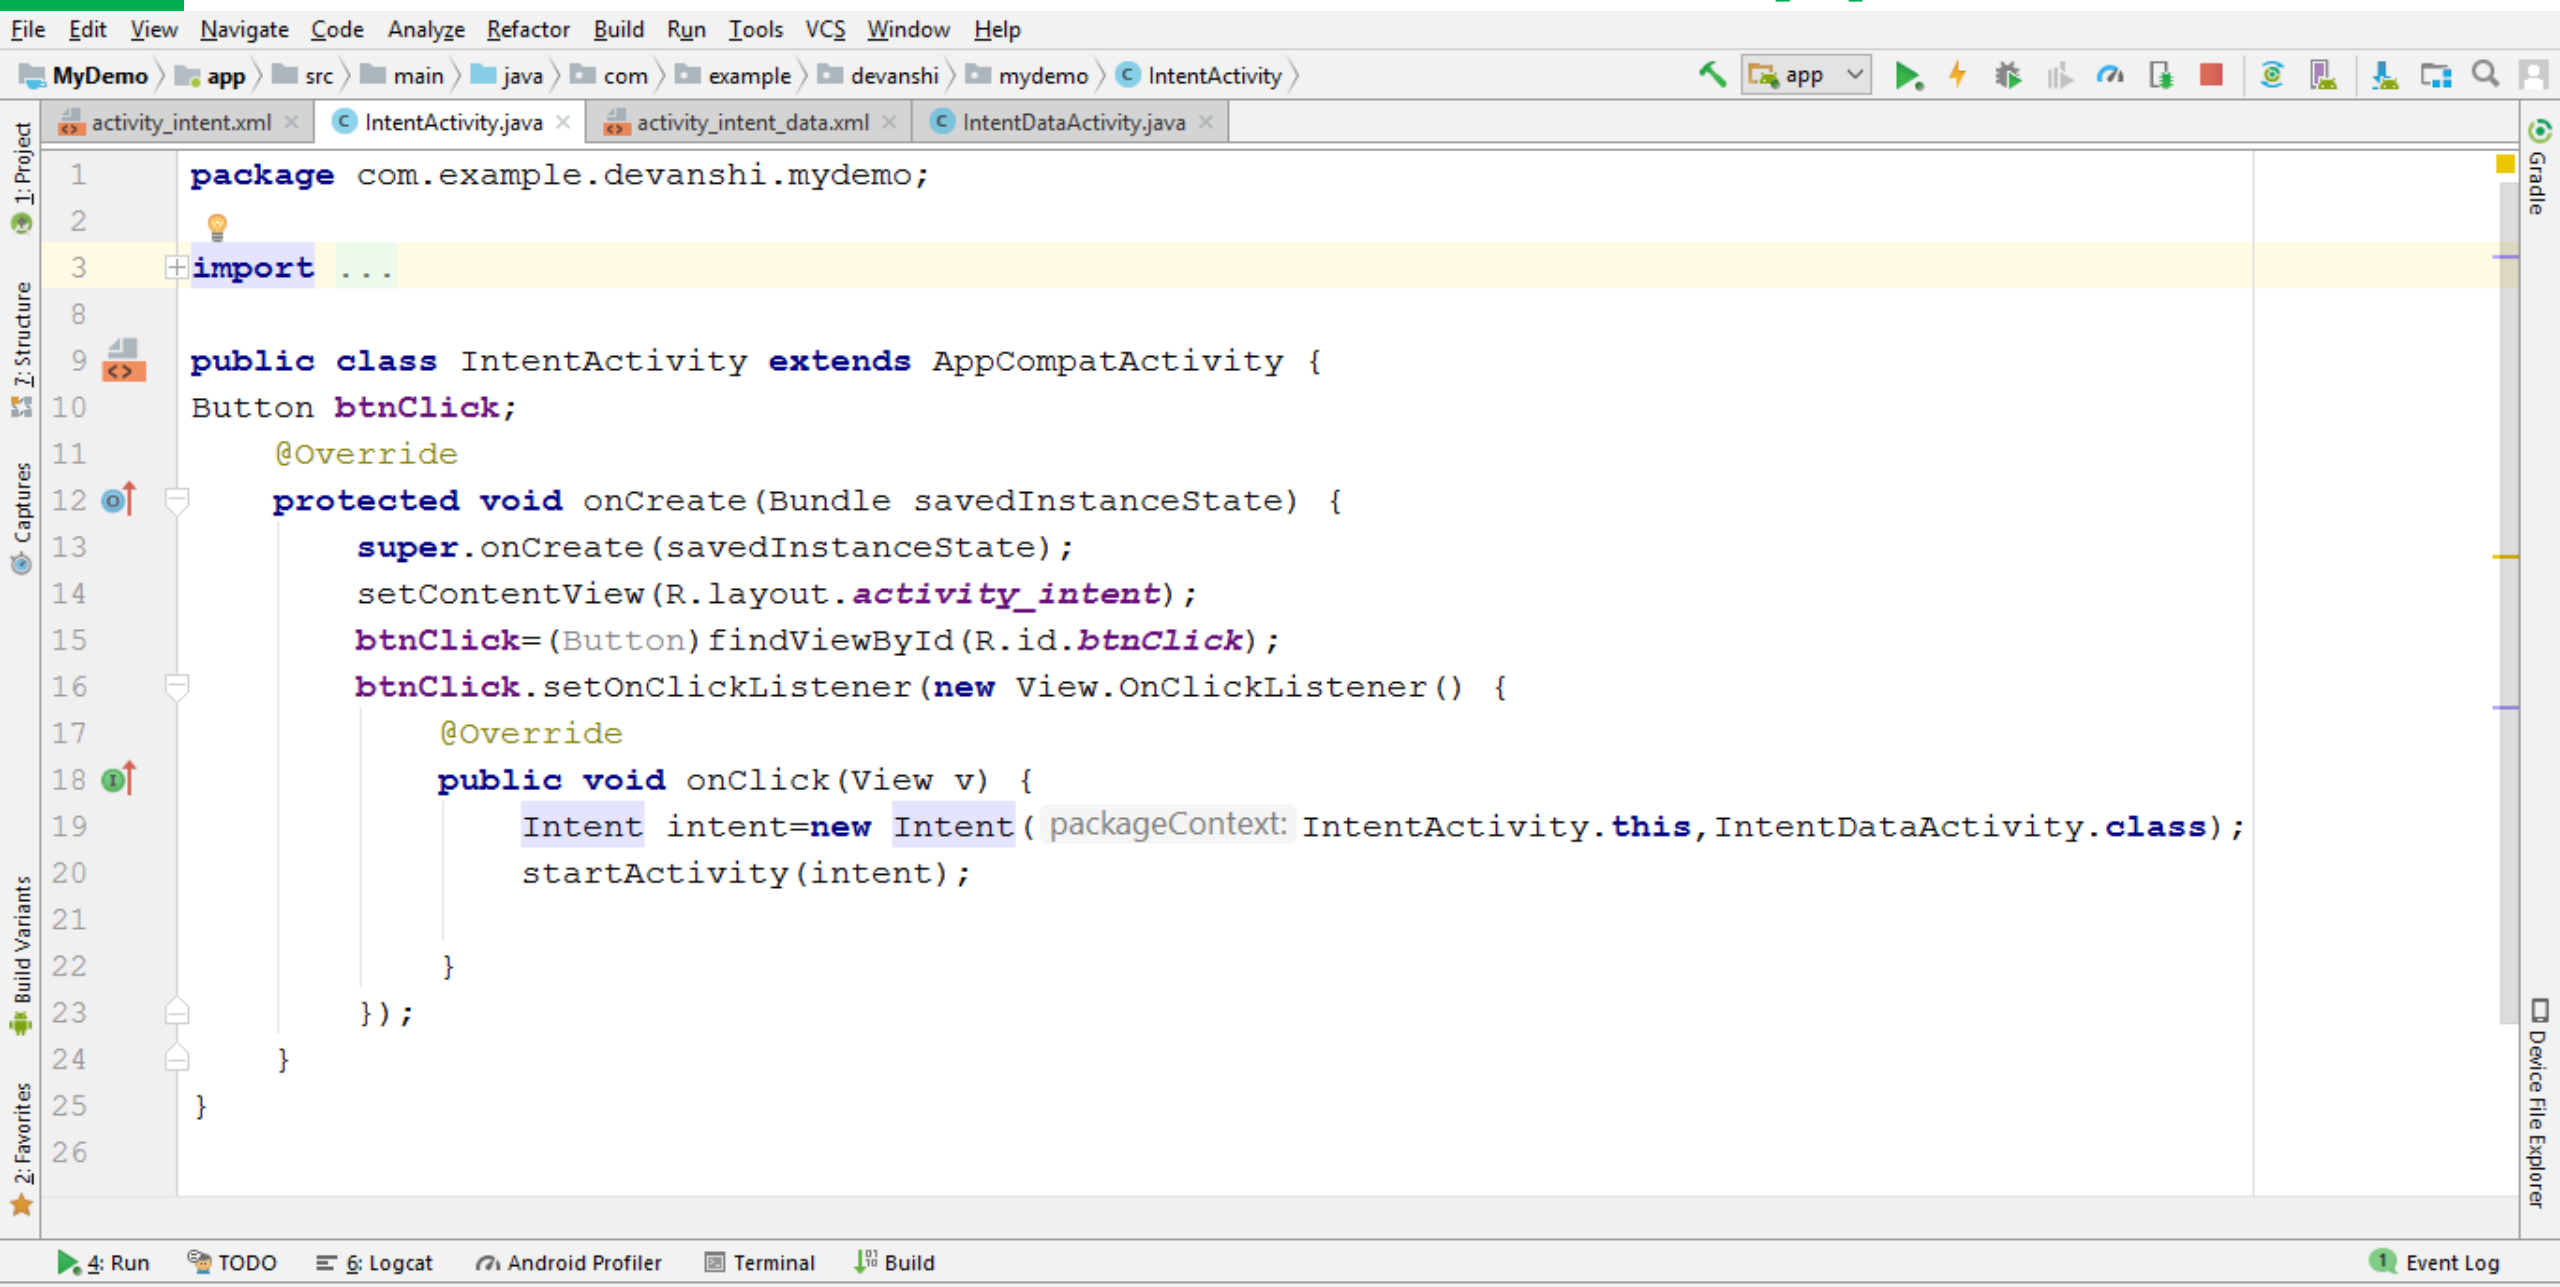 File Edit View Navigate Code Analyze Refactor Build Run Tools VCS Window Help
MyDemo app src main java com example devanshi mydemo IntentActivity app
activity_intent.xml IntentActivity.java activity_intent_data.xml IntentDataActivity.java
1: Project
7: Structure
Captures
Build Variants
2: Favorites
1 package com.example.devanshi.mydemo;
2
3 import ...
8
9 public class IntentActivity extends AppCompatActivity {
10 Button btnClick;
11 @Override
12 protected void onCreate(Bundle savedInstanceState) {
13 super.onCreate(savedInstanceState);
14 setContentView(R.layout.activity_intent);
15 btnClick=(Button)findViewById(R.id.btnClick);
16 btnClick.setOnClickListener(new View.OnClickListener() {
17 @Override
18 public void onClick(View v) {
19 Intent intent=new Intent( packageContext: IntentActivity.this,IntentDataActivity.class);
20 startActivity(intent);
21
22 }
23 });
24 }
25 }
26
Gradle
Device File Explorer
4: Run TODO 6: Logcat Android Profiler Terminal Build 1 Event Log